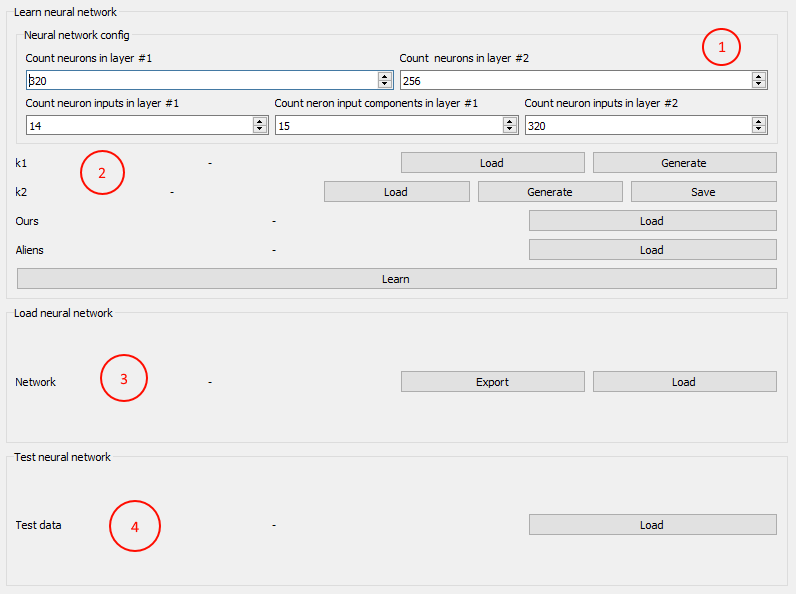 Learn neural network
Neural network config
1
Count neurons in layer #1 Count neurons in layer #2
320 256
Count neuron inputs in layer #1 Count neron input components in layer #1 Count neuron inputs in layer #2
14 15 320
k1 2 - Load Generate
k2 - Load Generate Save
Ours - Load
Aliens - Load
Learn
Load neural network
Network 3 - Export Load
Test neural network
Test data 4 - Load